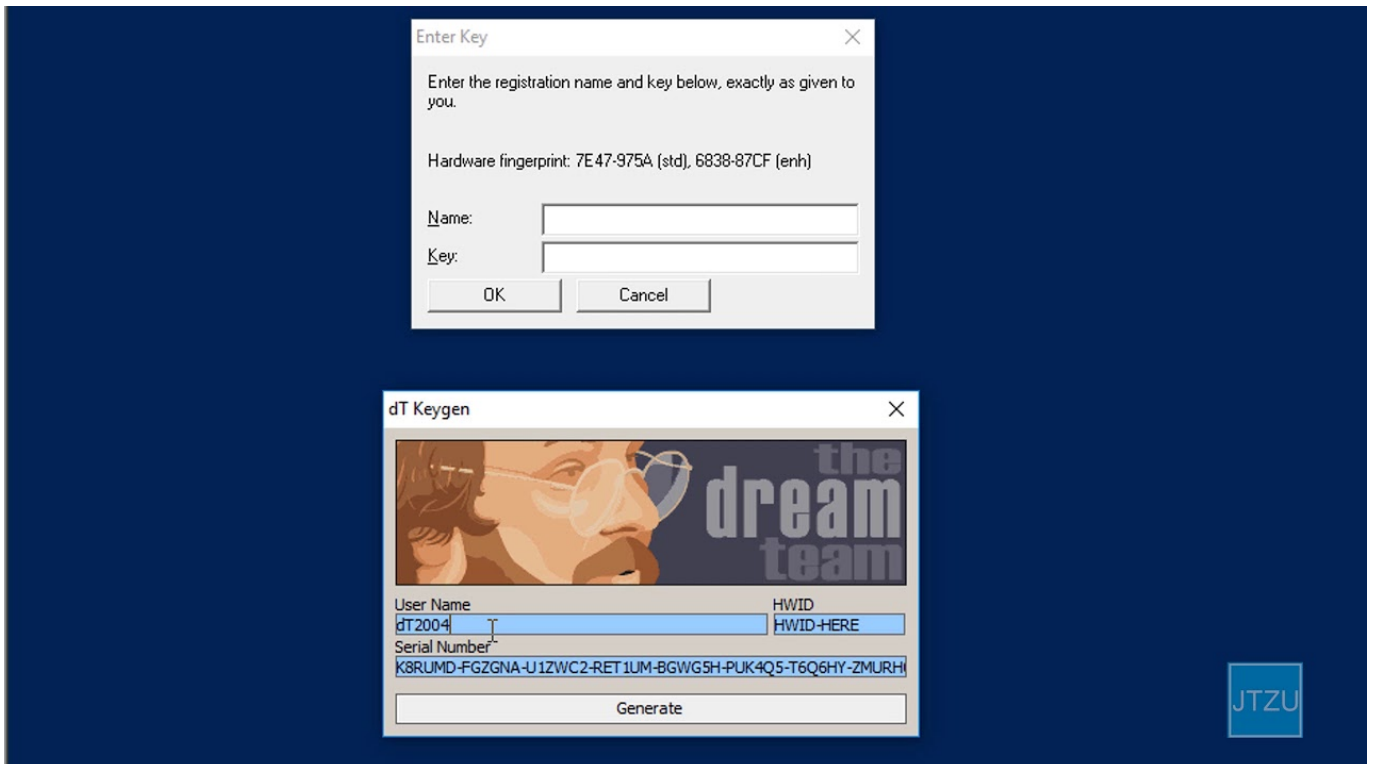 Enter Key
Enter the registration name and key below, exactly as given to
you.
Hardware fingerprint: 7E47-975A (std), 6838-87CF (enh)
Name:
Key:
OK Cancel
dT Keygen
the
dream
team
User Name HWID
dT2004 HWID-HERE
Serial Number
K8RUMD-FGZGNA-U1ZWC2-RET1UM-BGWG5H-PUK4Q5-T6Q6HY-ZMURH
Generate
JTZU